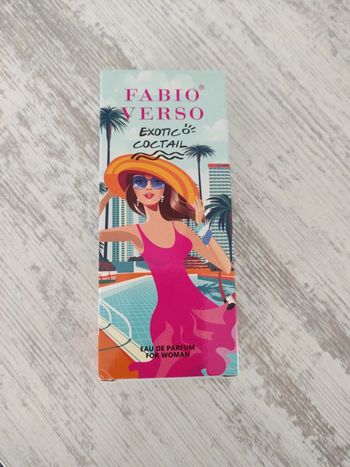 FABIO®
VERSO
EXOTIC
COCTAIL
EAU DE PARFUM
FOR WOMAN